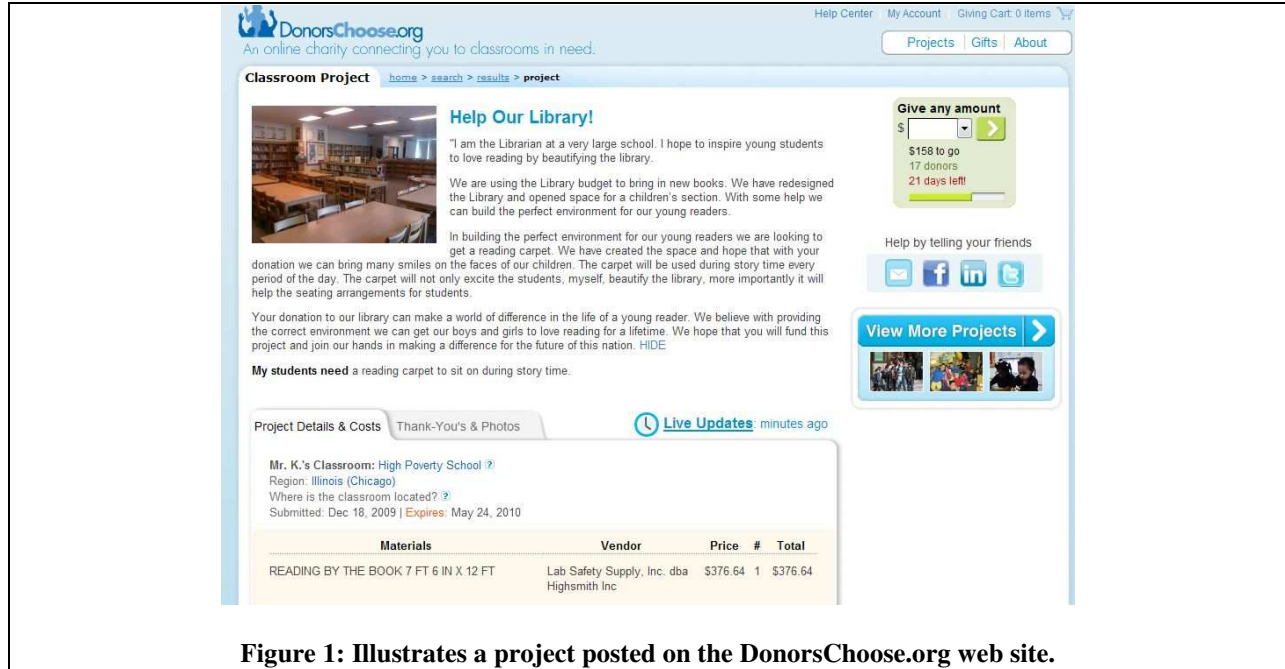 Help Center My Account Giving Cart: 0 items
DonorsChoose.org
An online charity connecting you to classrooms in need.
Projects Gifts About
Classroom Project home > search > results > project
Help Our Library!
"I am the Librarian at a very large school. I hope to inspire young students
to love reading by beautifying the library.
We are using the Library budget to bring in new books. We have redesigned
the Library and opened space for a children's section. With some help we
can build the perfect environment for our young readers.
In building the perfect environment for our young readers we are looking to
get a reading carpet. We have created the space and hope that with your
donation we can bring many smiles on the faces of our children. The carpet will be used during story time every
period of the day. The carpet will not only excite the students, myself, beautify the library, more importantly it will
help the seating arrangements for students.
Your donation to our library can make a world of difference in the life of a young reader. We believe with providing
the correct environment we can get our boys and girls to love reading for a lifetime. We hope that you will fund this
project and join our hands in making a difference for the future of this nation. HIDE
My students need a reading carpet to sit on during story time.
Give any amount
$
$158 to go
17 donors
21 days left!
Help by telling your friends
f in t
View More Projects
Project Details & Costs Thank-You's & Photos Live Updates: minutes ago
Mr. K.'s Classroom: High Poverty School ?
Region: Illinois (Chicago)
Where is the classroom located? ?
Submitted: Dec 18, 2009 | Expires: May 24, 2010
Materials Vendor Price # Total
READING BY THE BOOK 7 FT 6 IN X 12 FT Lab Safety Supply, Inc. dba $376.64 1 $376.64
Highsmith Inc
Figure 1: Illustrates a project posted on the DonorsChoose.org web site.